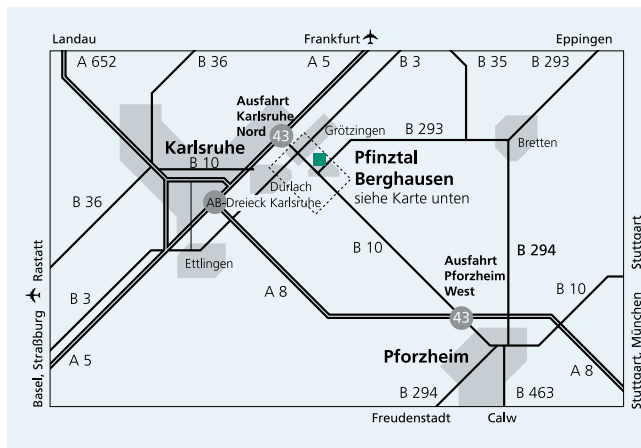 Landau
Frankfurt
Eppingen
A 652
B 36
A 5
B 3
B 35
B 293
Ausfahrt
Karlsruhe
Nord
43
Grötzingen
B 293
Bretten
Karlsruhe
B 10
Pfinztal
Berghausen
siehe Karte unten
Durlach
AB-Dreieck Karlsruhe
B 36
Ettlingen
B 10
B 294
Ausfahrt
Pforzheim
West
43
B 10
A 8
B 3
A 5
Pforzheim
A 8
B 294
B 463
Freudenstadt
Calw
Basel, Straßburg
Rastatt
Stuttgart
Stuttgart, München